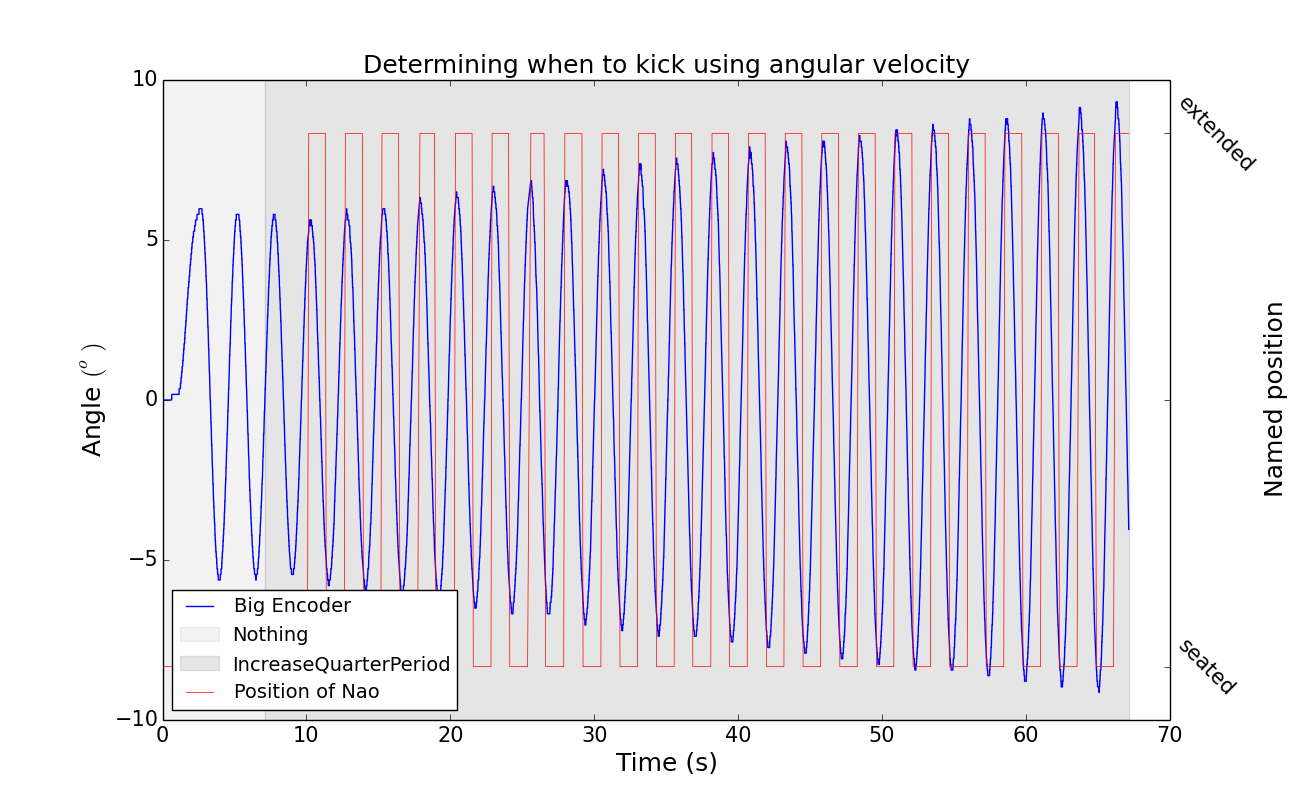 Determining when to kick using angular velocity
10
5
0
−5
−10
Angle (º)
0 10 20 30 40 50 60 70
Time (s)
extended
seated
Named position
Big Encoder
Nothing
IncreaseQuarterPeriod
Position of Nao